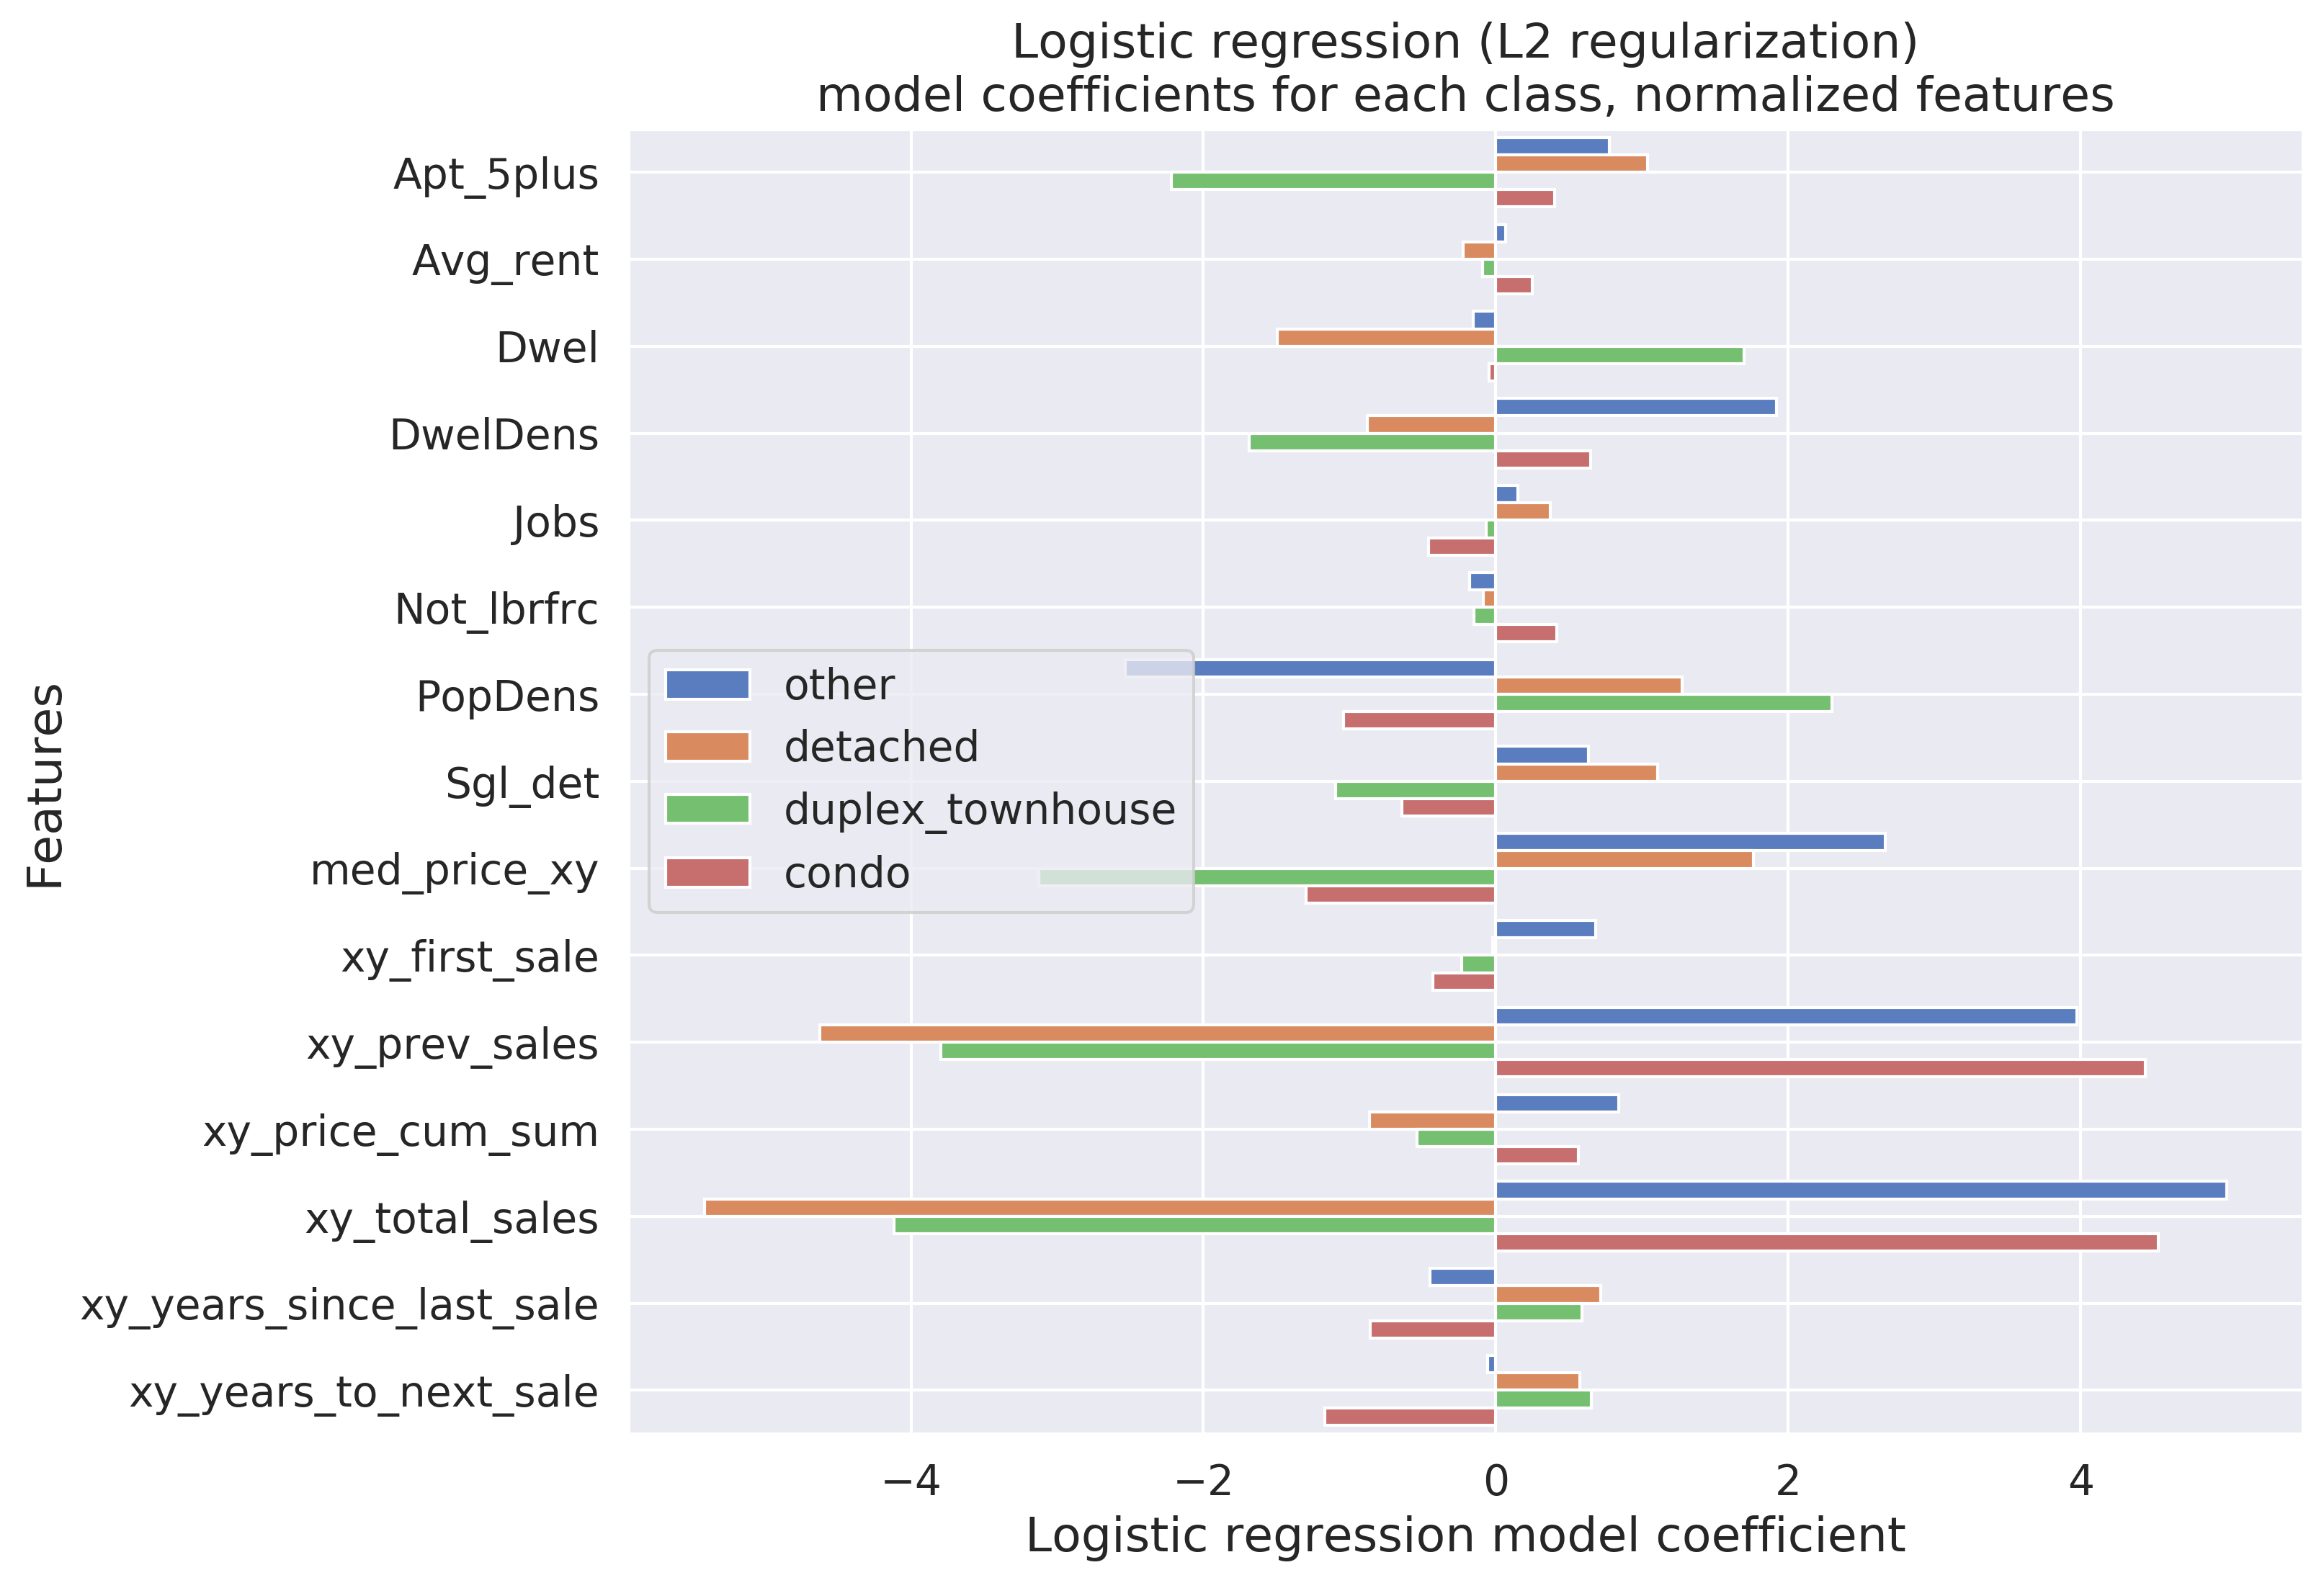 Logistic regression (L2 regularization)
model coefficients for each class, normalized features
Features
Apt_5plus
Avg_rent
Dwel
DwelDens
Jobs
Not_lbrfrc
PopDens
Sgl_det
med_price_xy
xy_first_sale
xy_prev_sales
xy_price_cum_sum
xy_total_sales
xy_years_since_last_sale
xy_years_to_next_sale
other
detached
duplex_townhouse
condo
−4 −2 0 2 4
Logistic regression model coefficient